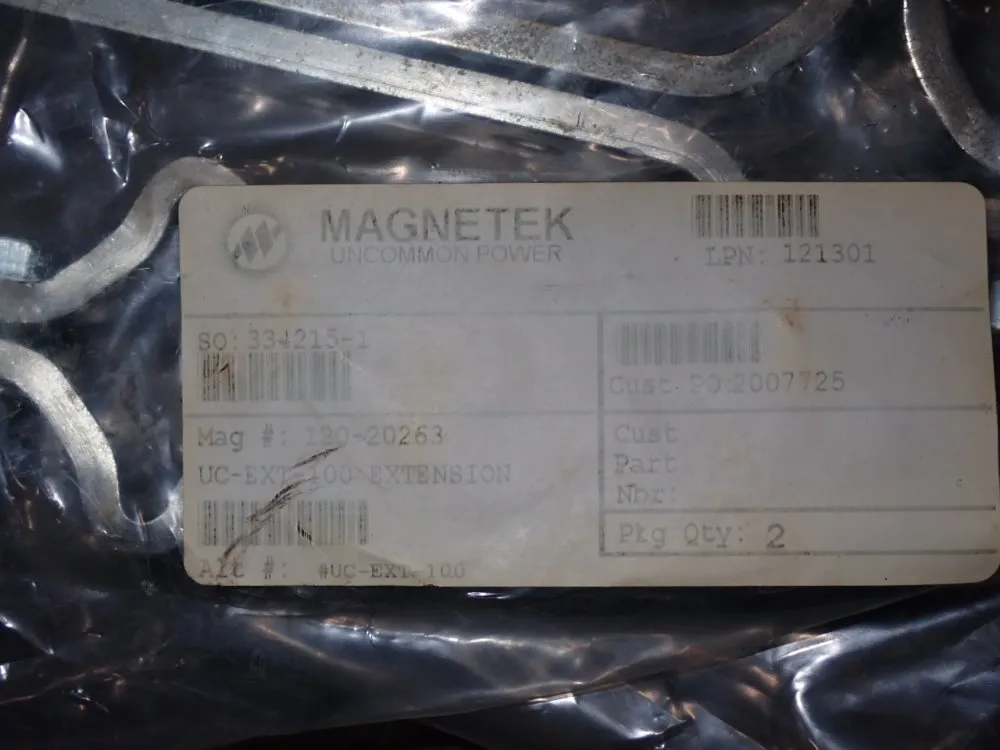 MAGNETEK
UNCOMMON POWER
LPN: 121301
SO:334215-1
Cust PO:2007725
Mag #: 120-20263
UC-EXT-100 EXTENSION
Cust
Part
Nbr:
Pkg Qty: 2
Alt #: #UC-EXT-100